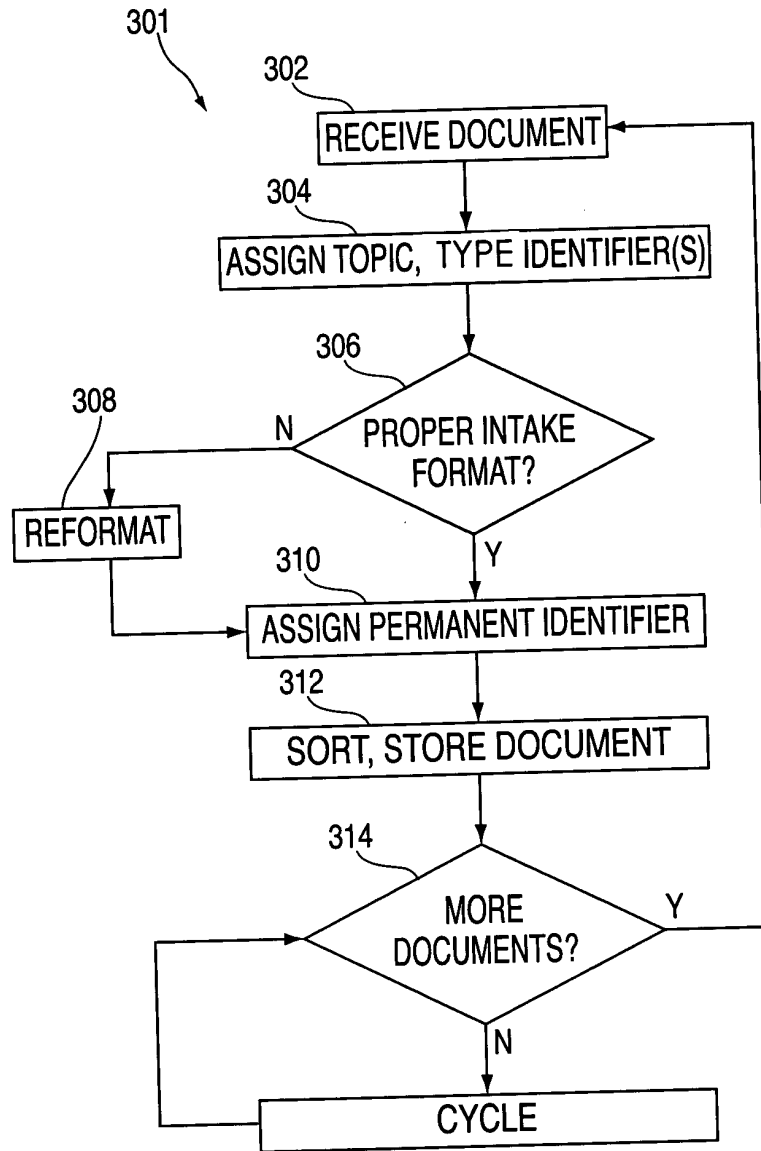 301
302
RECEIVE DOCUMENT
304
ASSIGN TOPIC, TYPE IDENTIFIER(S)
306
308
N
PROPER INTAKE
FORMAT?
REFORMAT
Y
310
ASSIGN PERMANENT IDENTIFIER
312
SORT, STORE DOCUMENT
314
MORE
DOCUMENTS?
Y
N
CYCLE